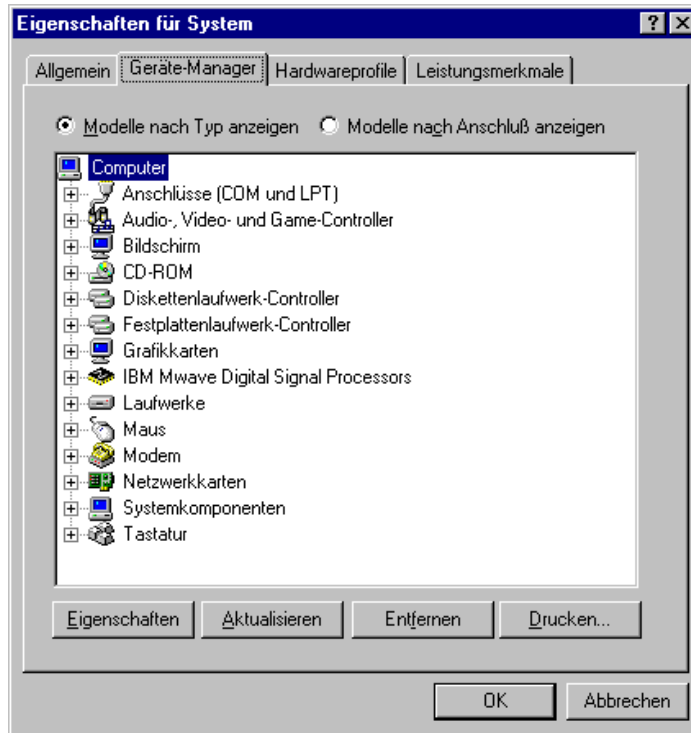 Eigenschaften für System
Allgemein Geräte-Manager Hardwareprofile Leistungsmerkmale
Modelle nach Typ anzeigen Modelle nach Anschluß anzeigen
Computer
Anschlüsse (COM und LPT)
Audio-, Video- und Game-Controller
Bildschirm
CD-ROM
Diskettenlaufwerk-Controller
Festplattenlaufwerk-Controller
Grafikkarten
IBM Mwave Digital Signal Processors
Laufwerke
Maus
Modem
Netzwerkkarten
Systemkomponenten
Tastatur
Eigenschaften Aktualisieren Entfernen Drucken...
OK Abbrechen